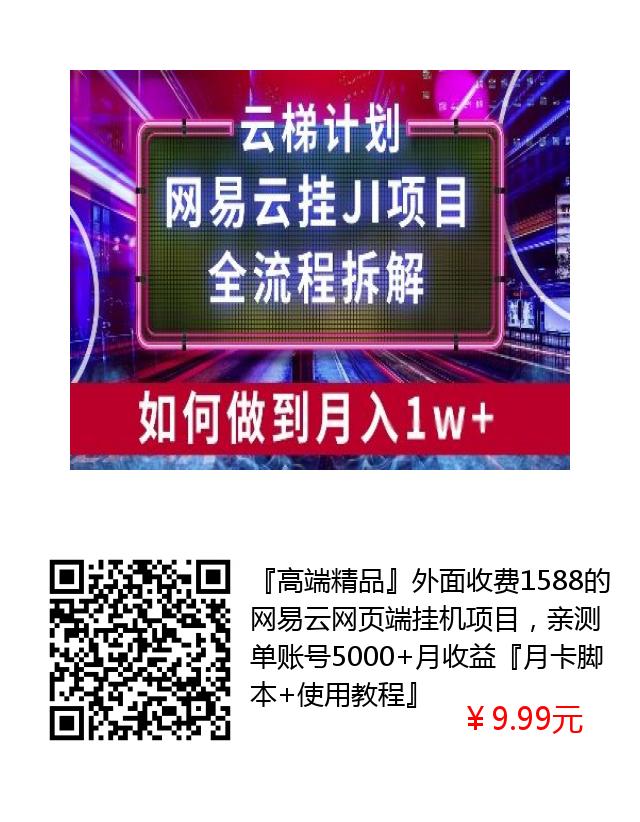 云梯计划
网易云挂JI项目
全流程拆解
如何做到月入1w+
『高端精品』外面收费1588的
网易云网页端挂机项目，亲测
单账号5000+月收益『月卡脚
本+使用教程』
￥9.99元